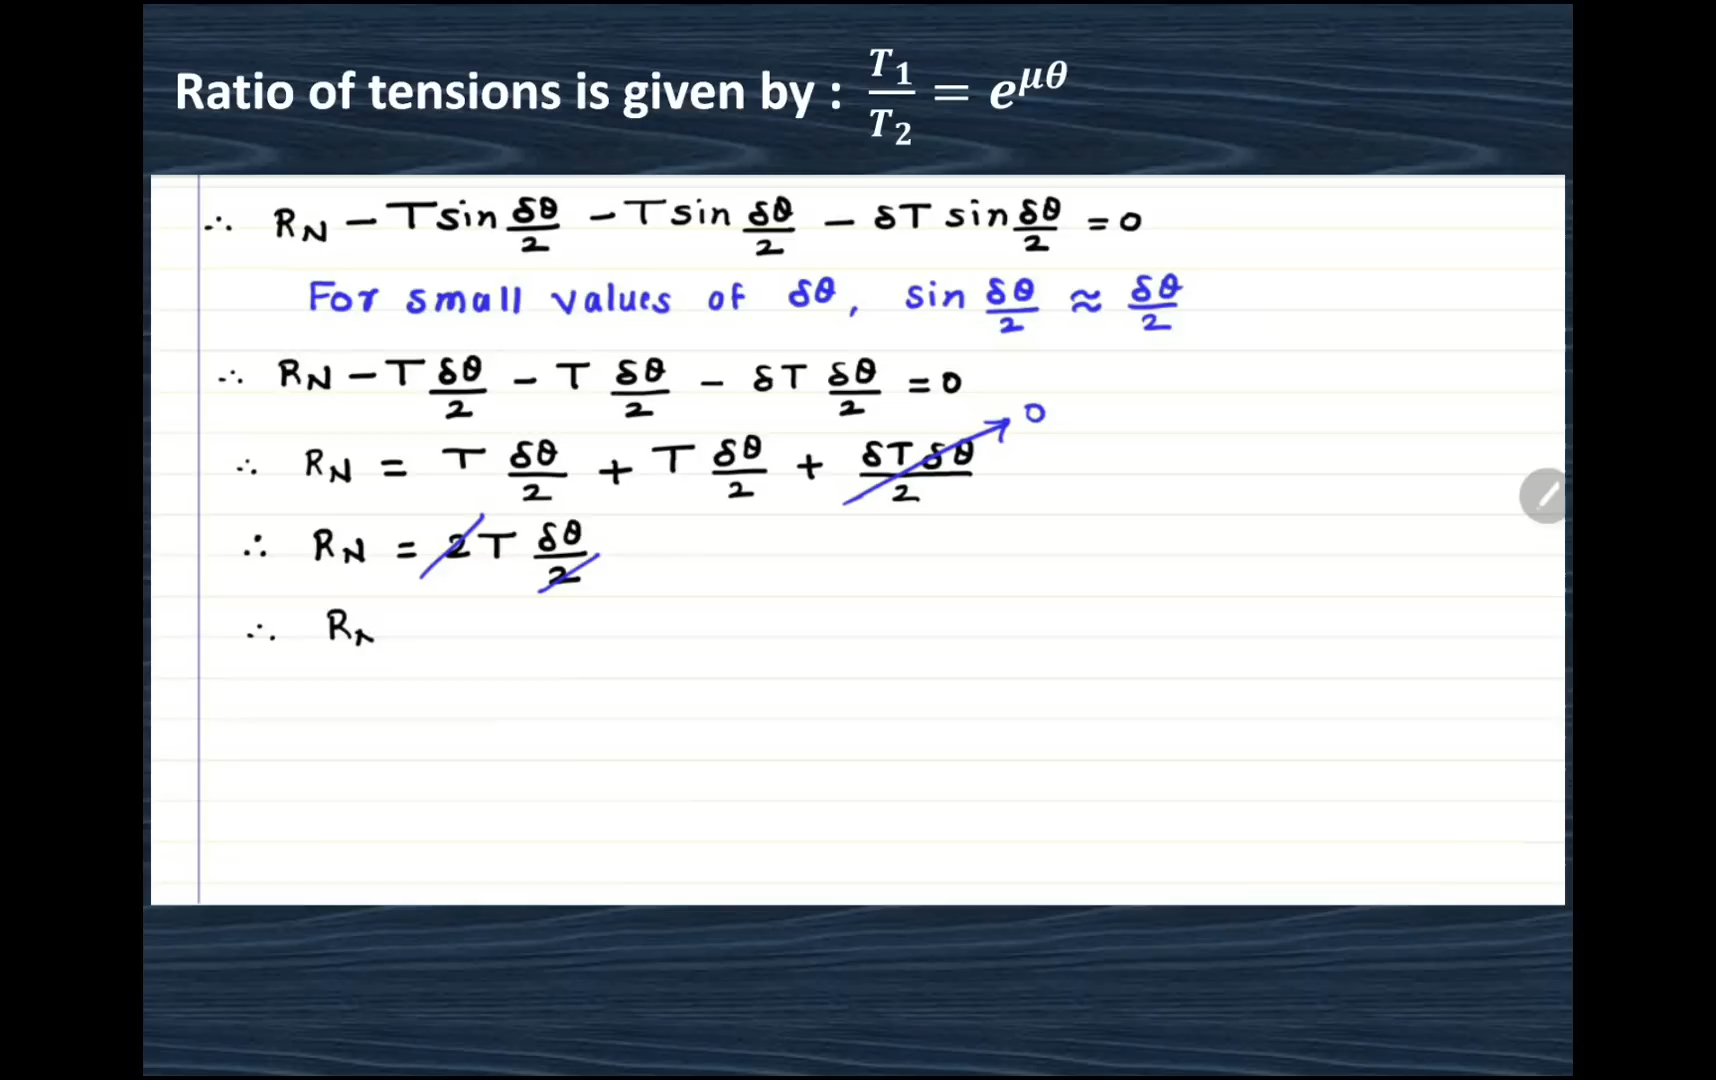 Ratio of tensions is given by : T₁/T₂ = e^μθ
∴ R_N − T sin δθ/2 − T sin δθ/2 − δT sin δθ/2 = 0
For small values of δθ, sin δθ/2 ≈ δθ/2
∴ R_N − T δθ/2 − T δθ/2 − δT δθ/2 = 0
∴ R_N = T δθ/2 + T δθ/2 + δT δθ/2 → 0
∴ R_N = 2T δθ/2
∴ R